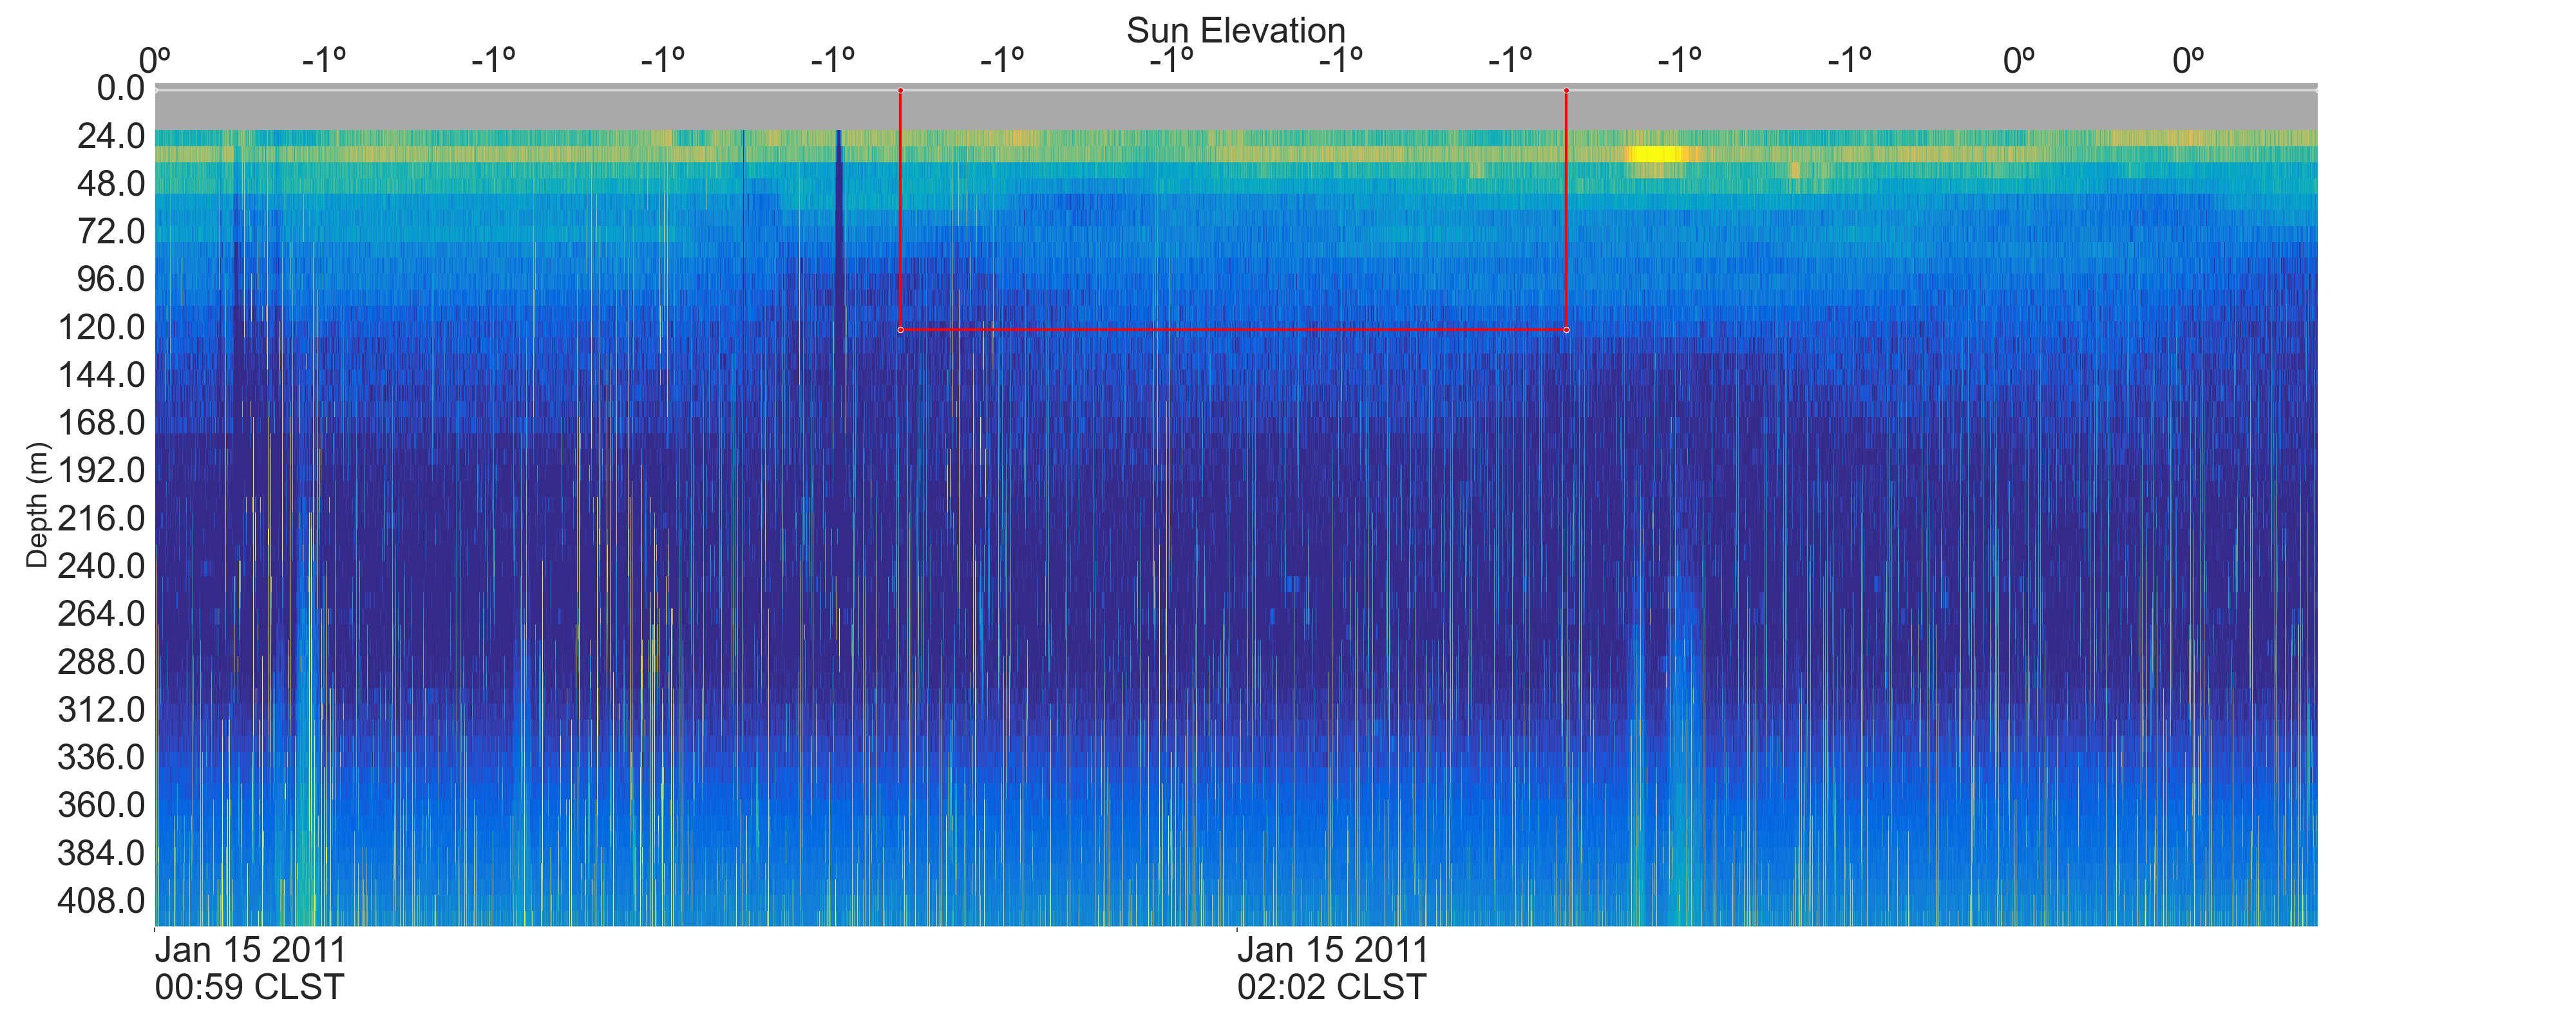 Sun Elevation
0º -1º -1º -1º -1º -1º -1º -1º -1º -1º -1º 0º 0º
0.0
24.0
48.0
72.0
96.0
120.0
144.0
168.0
192.0
216.0
240.0
264.0
288.0
312.0
336.0
360.0
384.0
408.0
Depth (m)
Jan 15 2011
00:59 CLST
Jan 15 2011
02:02 CLST